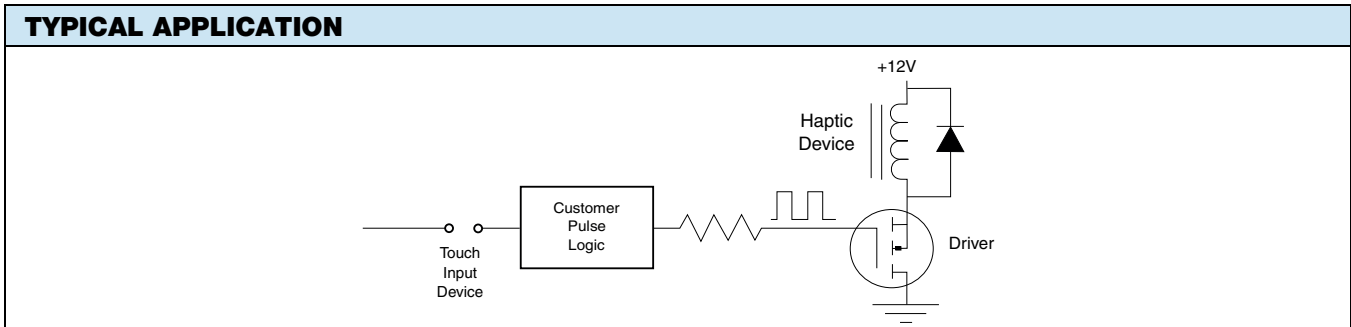 TYPICAL APPLICATION
+12V
Haptic
Device
Customer
Pulse
Logic
Touch
Input
Device
Driver